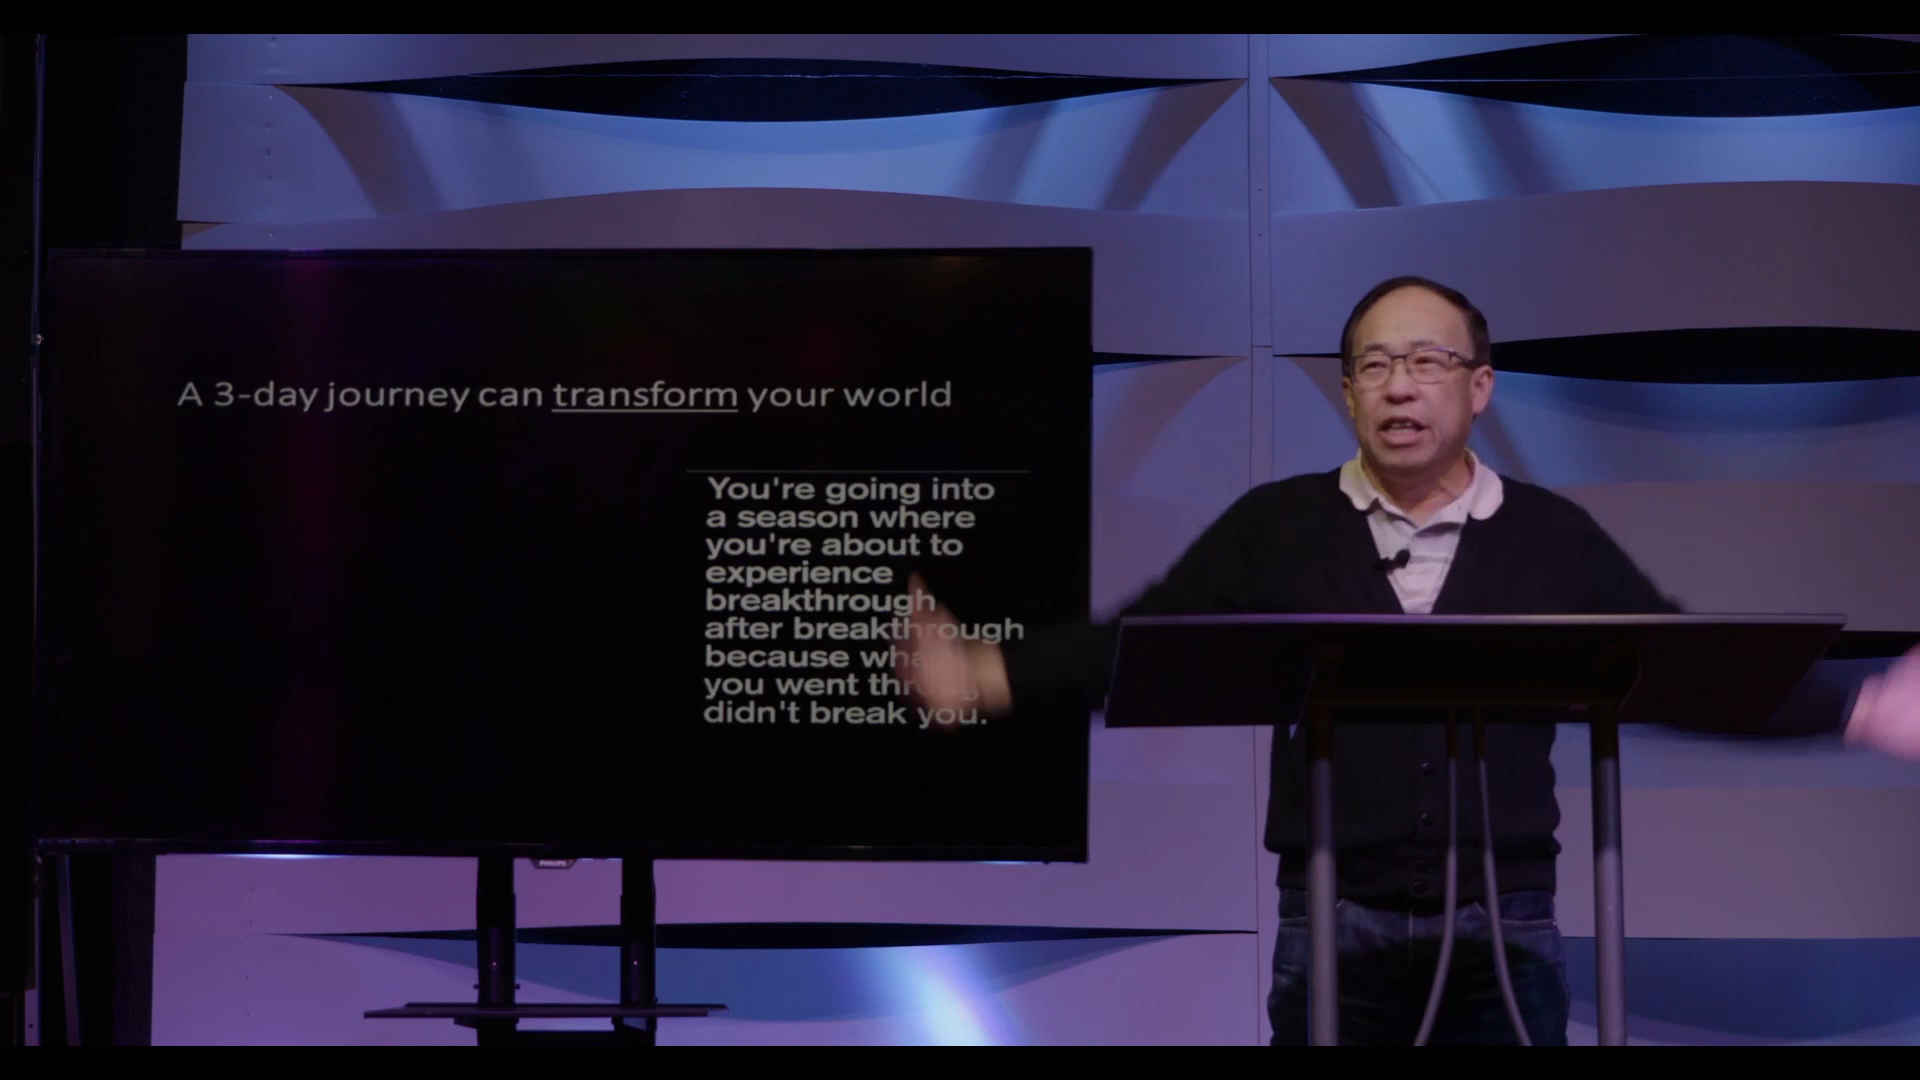 A 3-day journey can transform your world
You're going into
a season where
you're about to
experience
breakthrough
after breakthrough
because
you went
didn't break you.
PHILIPS